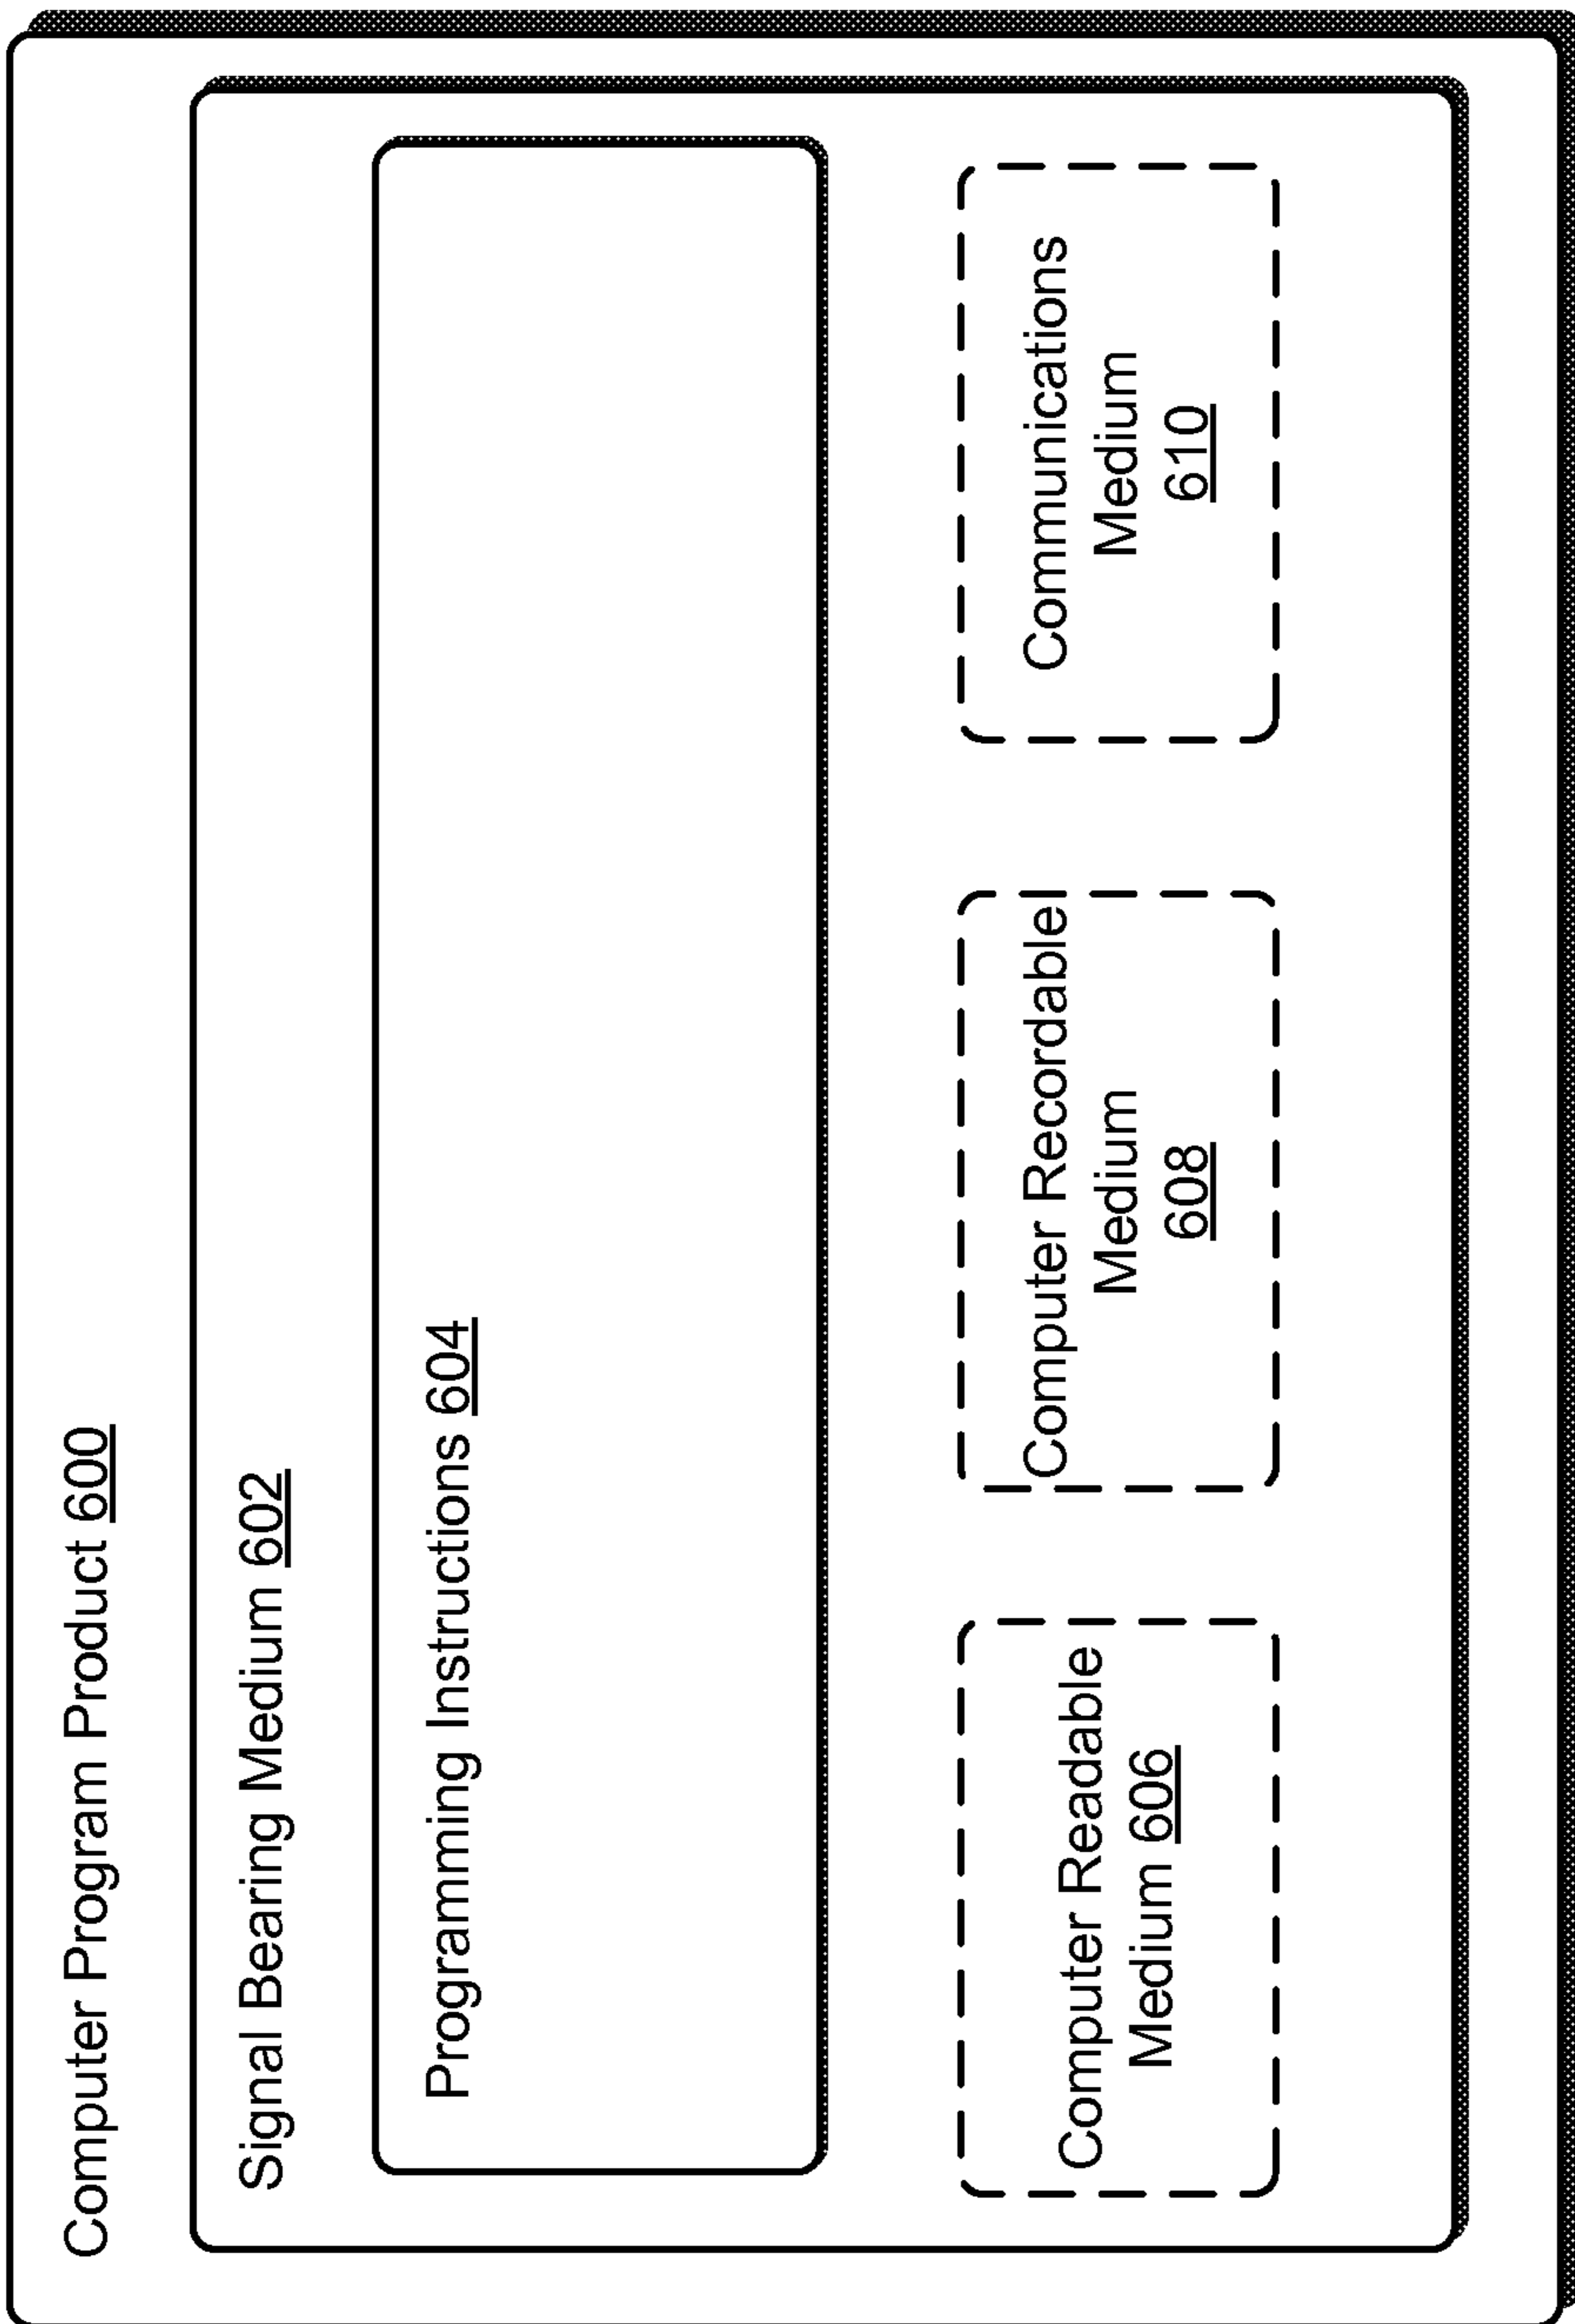 Computer Program Product 600
Signal Bearing Medium 602
Programming Instructions 604
Computer Readable
Medium 606
Computer Recordable
Medium
608
Communications
Medium
610